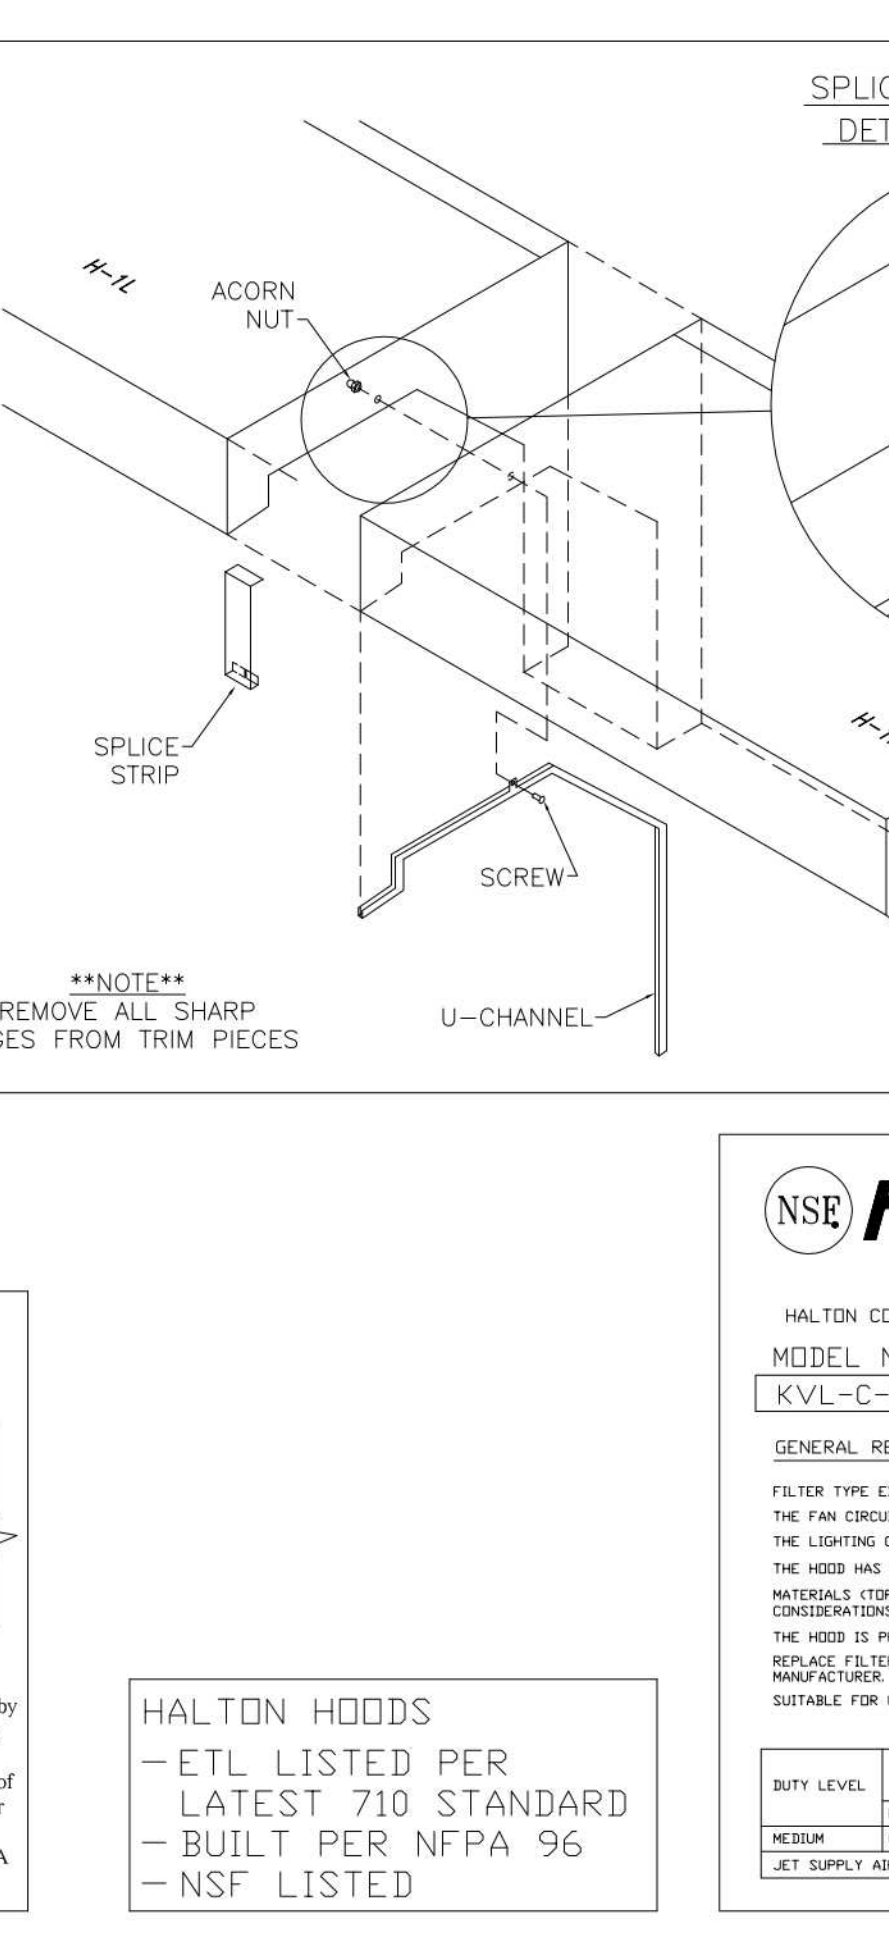 SPLIC
DET
H-1L
ACORN
NUT
SPLICE
STRIP
SCREW
**NOTE**
REMOVE ALL SHARP
GES FROM TRIM PIECES
U-CHANNEL
NSF
HALTON CO
MODEL N
KVL-C-
GENERAL RE
FILTER TYPE E
THE FAN CIRCU
THE LIGHTING
THE HOOD HAS
MATERIALS (TOP
CONSIDERATIONS
THE HOOD IS P
REPLACE FILTE
MANUFACTURER.
SUITABLE FOR
by
of
r
A
HALTON HOODS
- ETL LISTED PER
LATEST 710 STANDARD
- BUILT PER NFPA 96
- NSF LISTED
DUTY LEVEL
MEDIUM
JET SUPPLY AI